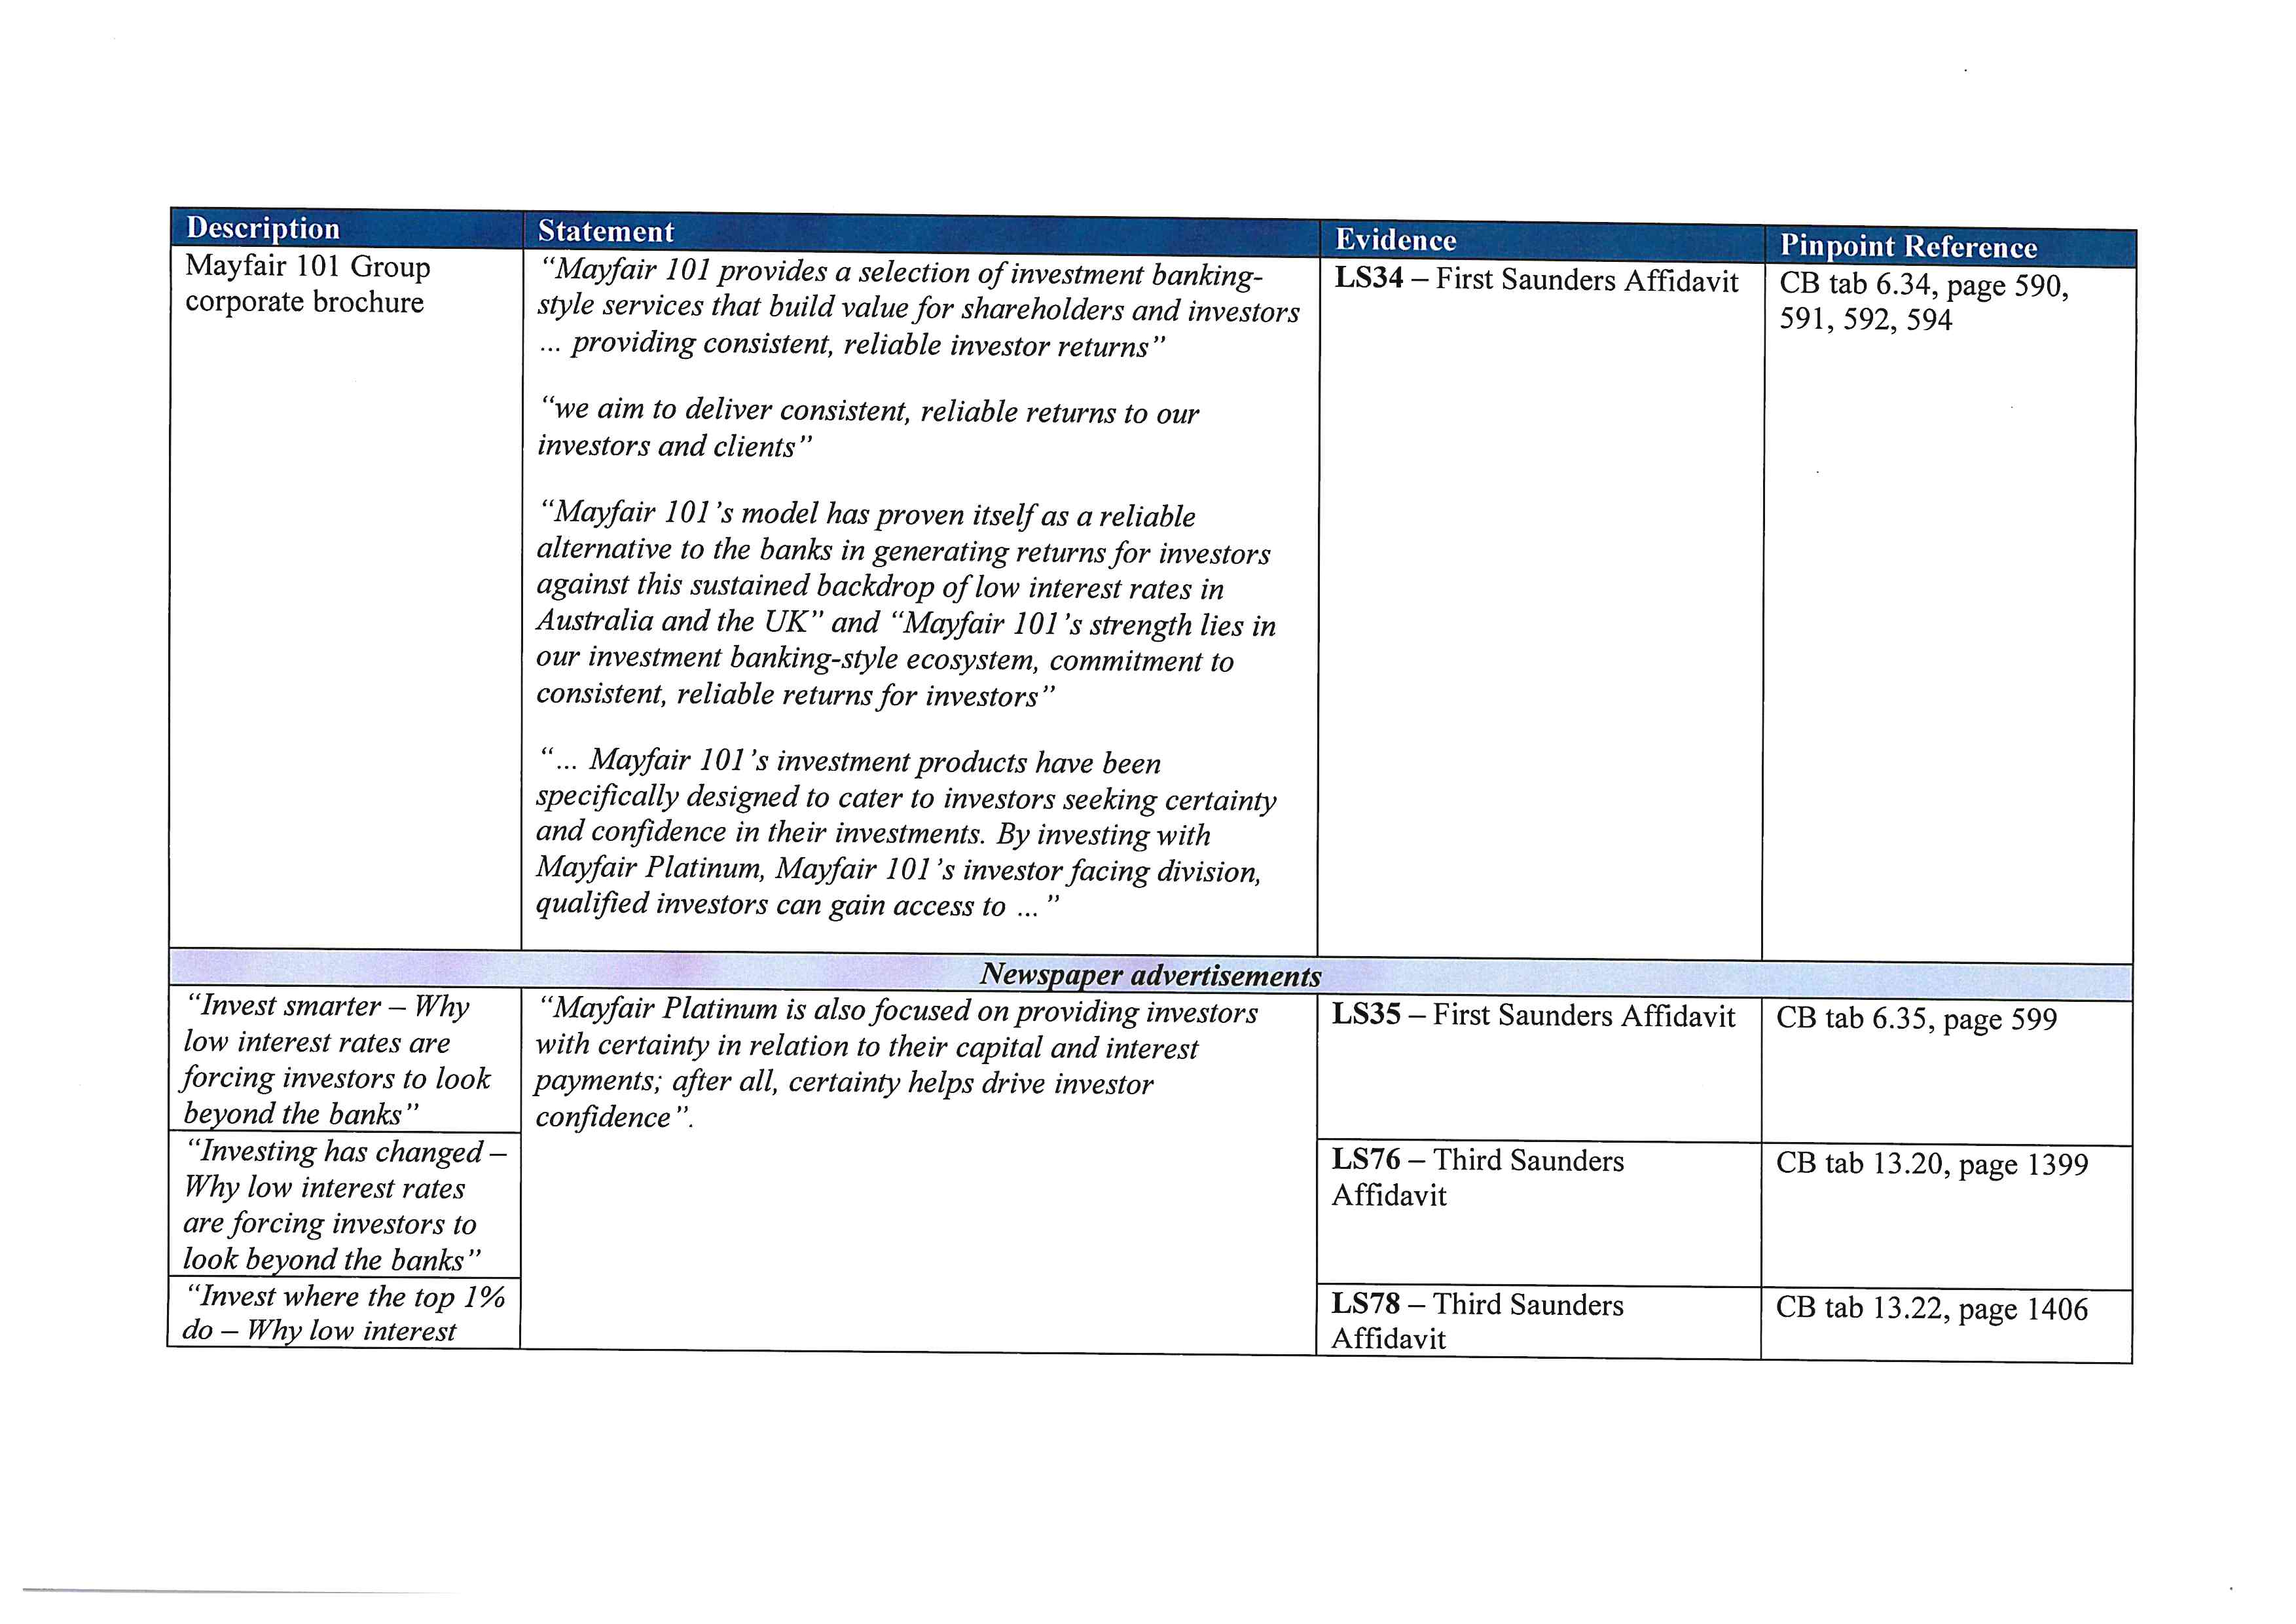 Description
Statement
Evidence
Pinpoint Reference
Mayfair 101 Group
corporate brochure
“Mayfair 101 provides a selection of investment banking-
style services that build value for shareholders and investors
... providing consistent, reliable investor returns”
“we aim to deliver consistent, reliable returns to our
investors and clients”
“Mayfair 101’s model has proven itself as a reliable
alternative to the banks in generating returns for investors
against this sustained backdrop of low interest rates in
Australia and the UK” and “Mayfair 101’s strength lies in
our investment banking-style ecosystem, commitment to
consistent, reliable returns for investors”
“... Mayfair 101’s investment products have been
specifically designed to cater to investors seeking certainty
and confidence in their investments. By investing with
Mayfair Platinum, Mayfair 101’s investor facing division,
qualified investors can gain access to ... ”
LS34 – First Saunders Affidavit
CB tab 6.34, page 590,
591, 592, 594
Newspaper advertisements
“Invest smarter – Why
low interest rates are
forcing investors to look
beyond the banks”
“Mayfair Platinum is also focused on providing investors
with certainty in relation to their capital and interest
payments; after all, certainty helps drive investor
confidence”.
LS35 – First Saunders Affidavit
CB tab 6.35, page 599
“Investing has changed –
Why low interest rates
are forcing investors to
look beyond the banks”
LS76 – Third Saunders
Affidavit
CB tab 13.20, page 1399
“Invest where the top 1%
do – Why low interest
LS78 – Third Saunders
Affidavit
CB tab 13.22, page 1406